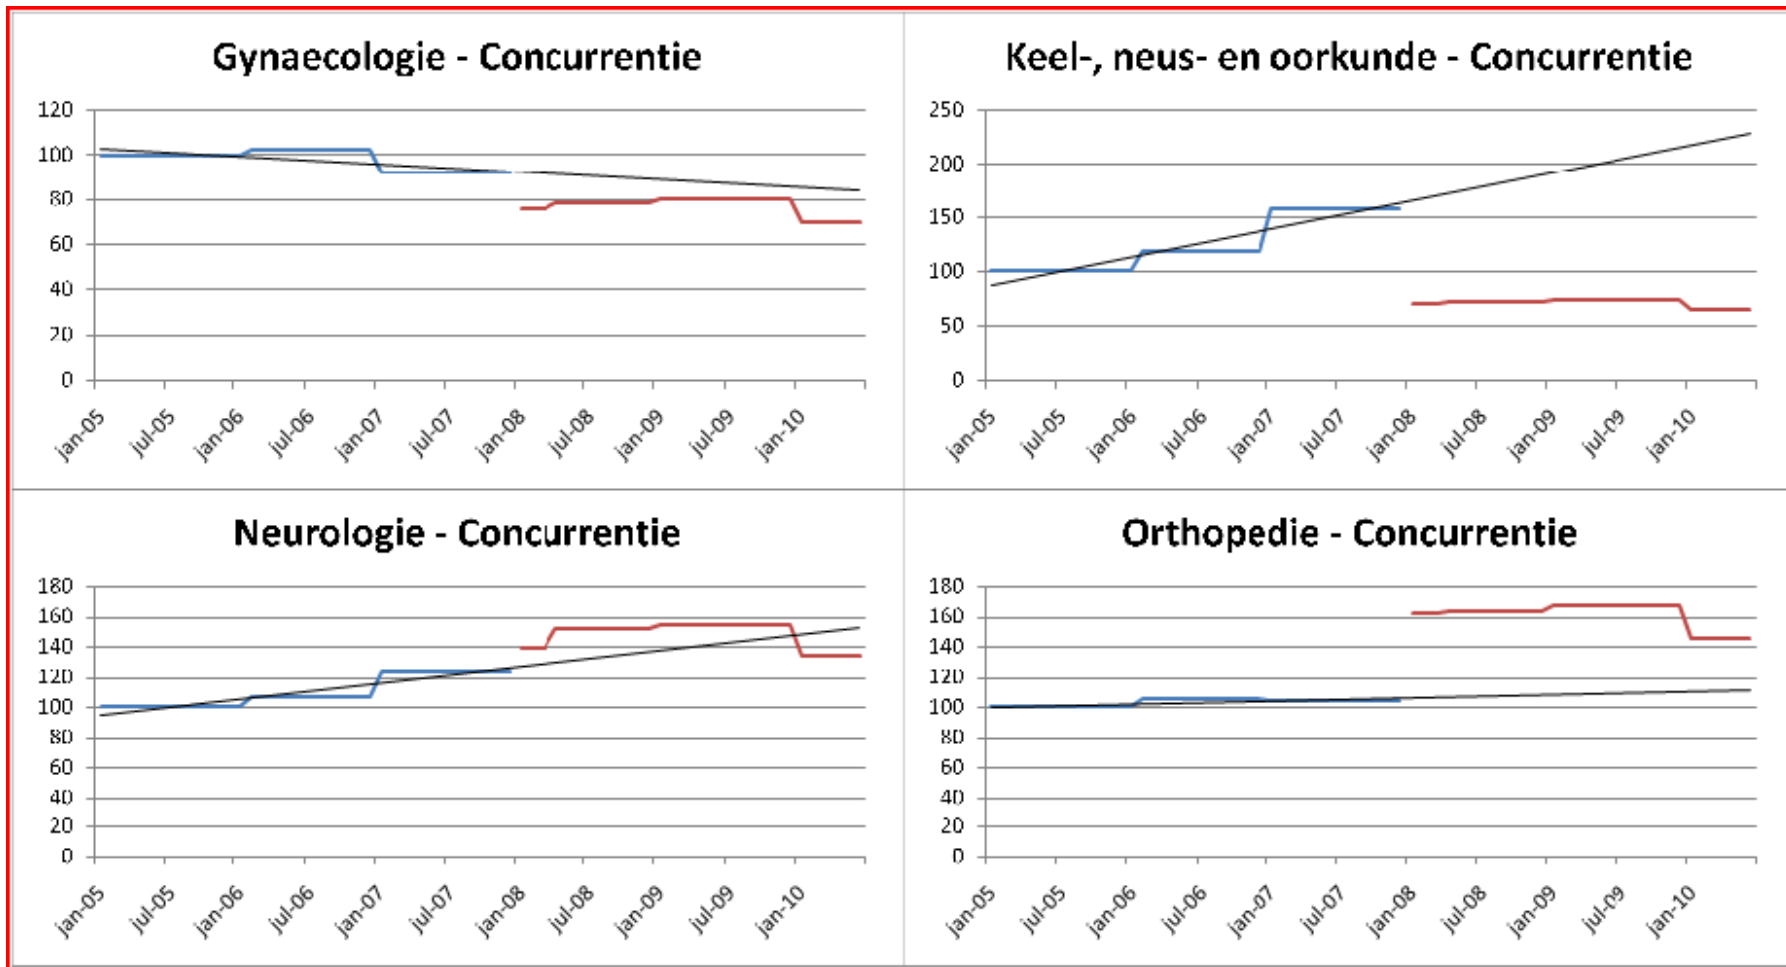 Gynaecologie - Concurrentie
120
100
80
60
40
20
0
jan-05
jul-05
jan-06
jul-06
jan-07
jul-07
jan-08
jul-08
jan-09
jul-09
jan-10
Keel-, neus- en oorkunde - Concurrentie
250
200
150
100
50
0
jan-05
jul-05
jan-06
jul-06
jan-07
jul-07
jan-08
jul-08
jan-09
jul-09
jan-10
Neurologie - Concurrentie
180
160
140
120
100
80
60
40
20
0
jan-05
jul-05
jan-06
jul-06
jan-07
jul-07
jan-08
jul-08
jan-09
jul-09
jan-10
Orthopedie - Concurrentie
180
160
140
120
100
80
60
40
20
0
jan-05
jul-05
jan-06
jul-06
jan-07
jul-07
jan-08
jul-08
jan-09
jul-09
jan-10